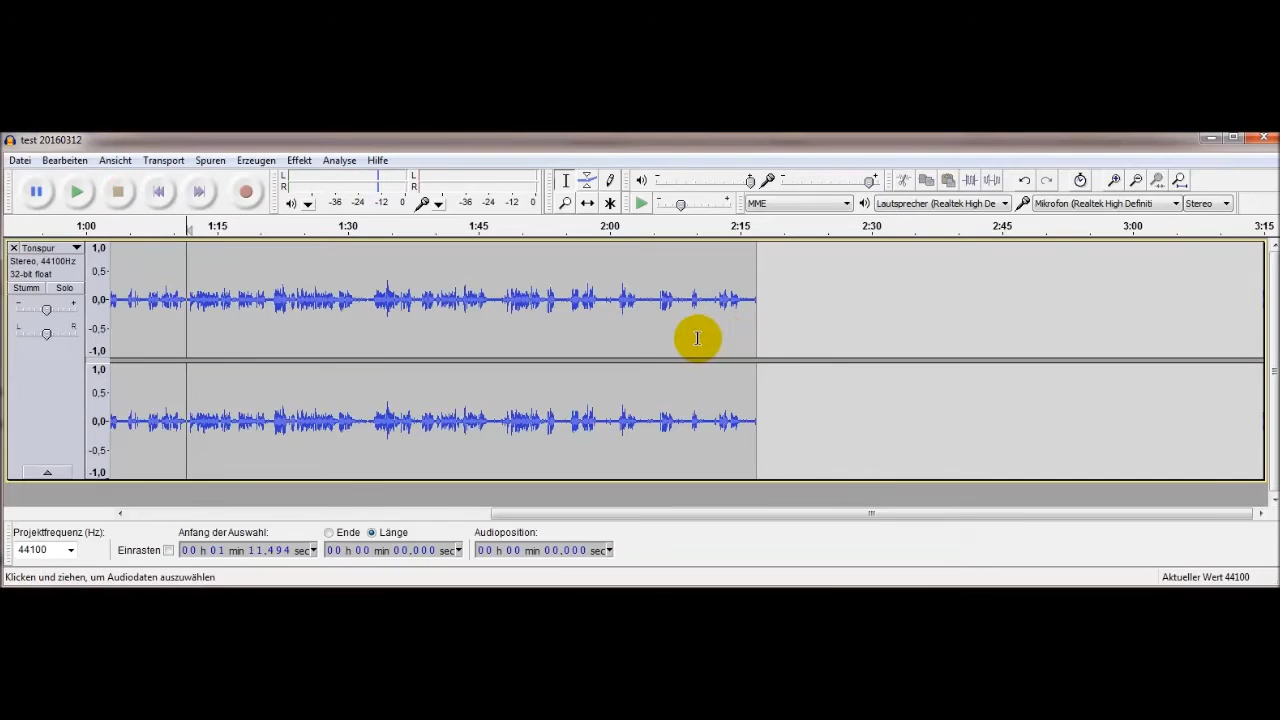 test 20160312
Datei Bearbeiten Ansicht Transport Spuren Erzeugen Effekt Analyse Hilfe
L
R
-36 -24 -12 0
L
R
-36 -24 -12 0
MME
Lautsprecher (Realtek High De
Mikrofon (Realtek High Definiti
Stereo
1:00 1:15 1:30 1:45 2:00 2:15 2:30 2:45 3:00 3:15
Tonspur
Stereo, 44100Hz
32-bit float
Stumm Solo
- +
L R
1,0
0,5-
0,0-
-0,5-
-1,0
1,0
0,5-
0,0-
-0,5-
-1,0
Projektfrequenz (Hz):
44100
Einrasten
Anfang der Auswahl:
00 h 01 min 11.494 sec
Ende Länge
00 h 00 min 00.000 sec
Audioposition:
00 h 00 min 00.000 sec
Klicken und ziehen, um Audiodaten auszuwählen
Aktueller Wert 44100